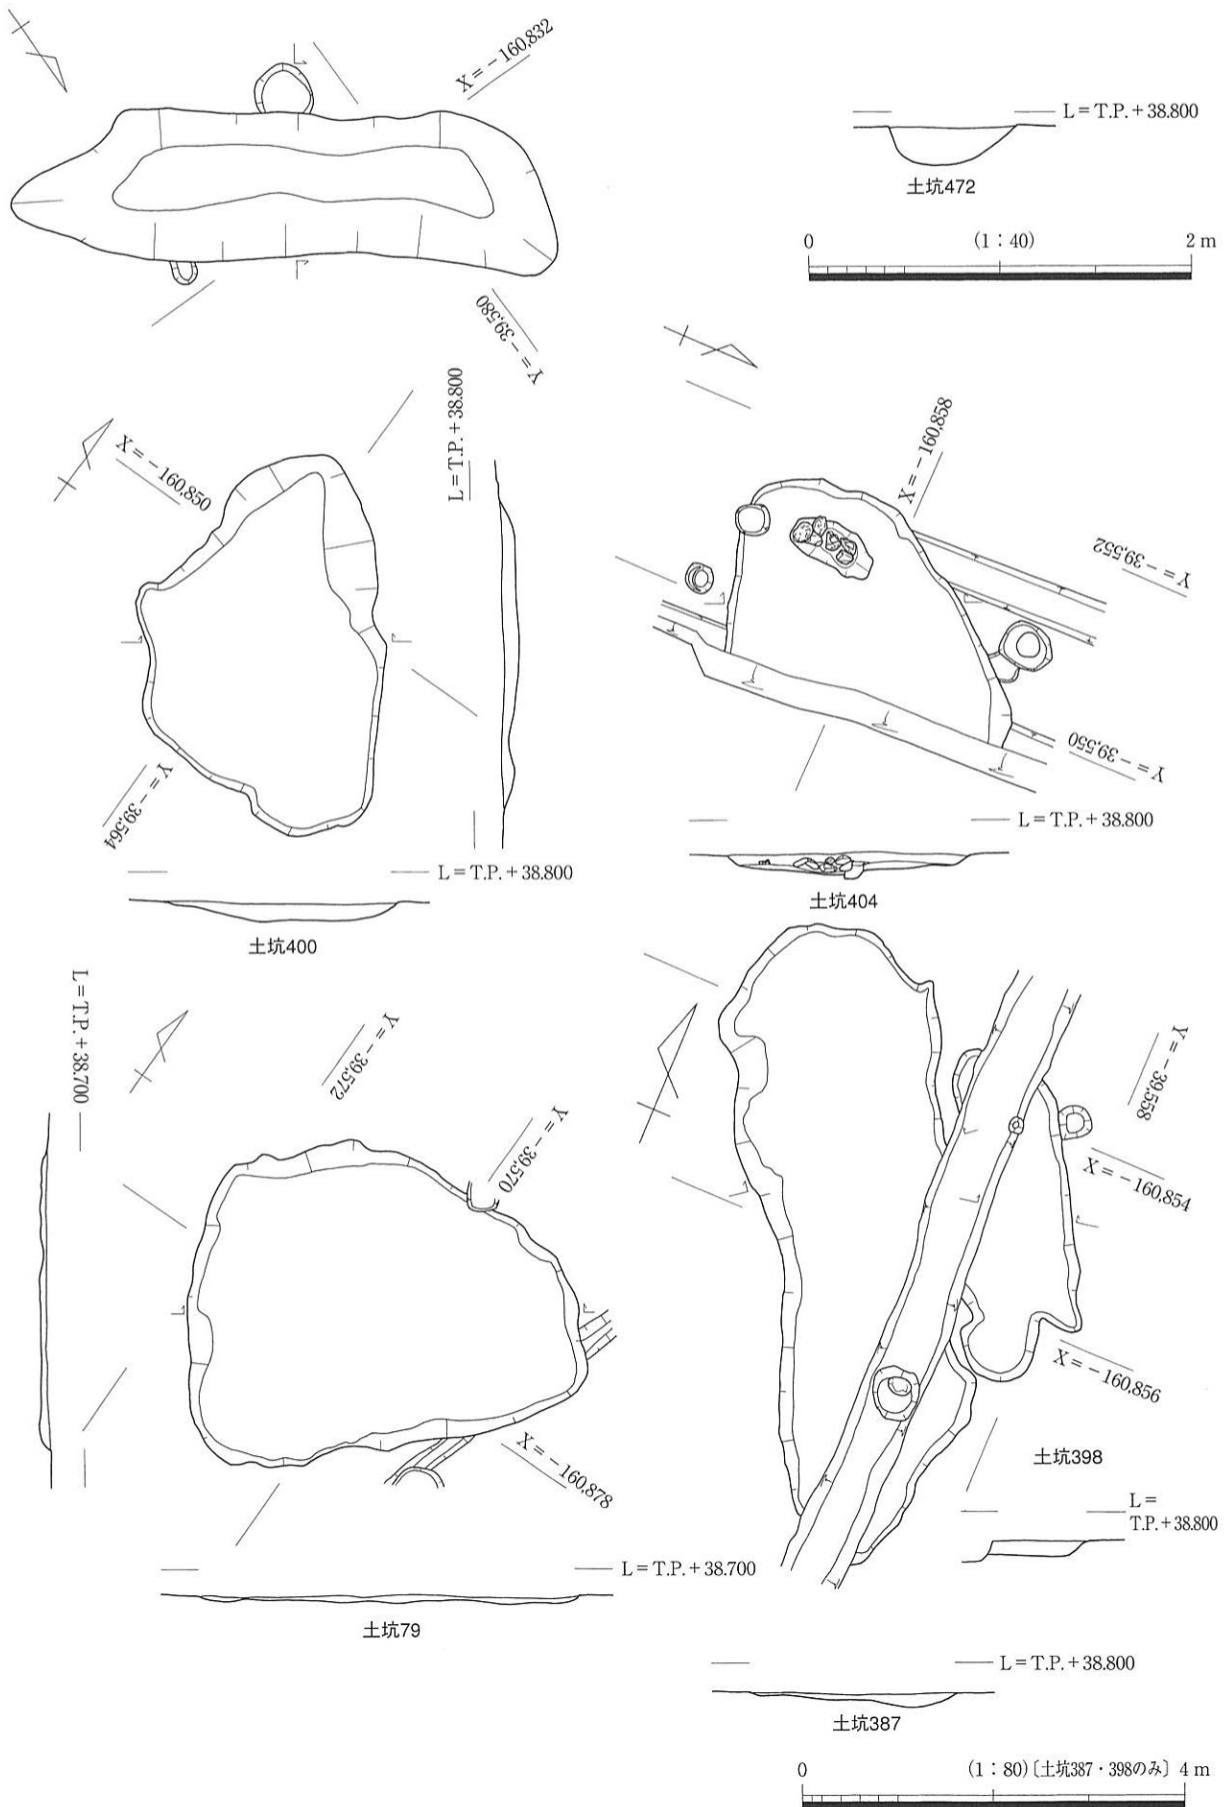 X=−160,832
L=T.P.+38.800
土坑472
0 (1:40) 2 m
Y=−39,580
L=T.P.+38.800
X=−160,850
X=−160,858
Y=−39,552
Y=−39,564
Y=−39,550
L=T.P.+38.800
L=T.P.+38.800
土坑404
土坑400
L=T.P.+38.700
Y=−39,572
Y=−39,570
Y=−39,558
X=−160,854
X=−160,856
X=−160,878
土坑398
L=
T.P.+38.800
L=T.P.+38.700
土坑79
L=T.P.+38.800
土坑387
0 (1:80)〔土坑387・398のみ〕 4 m